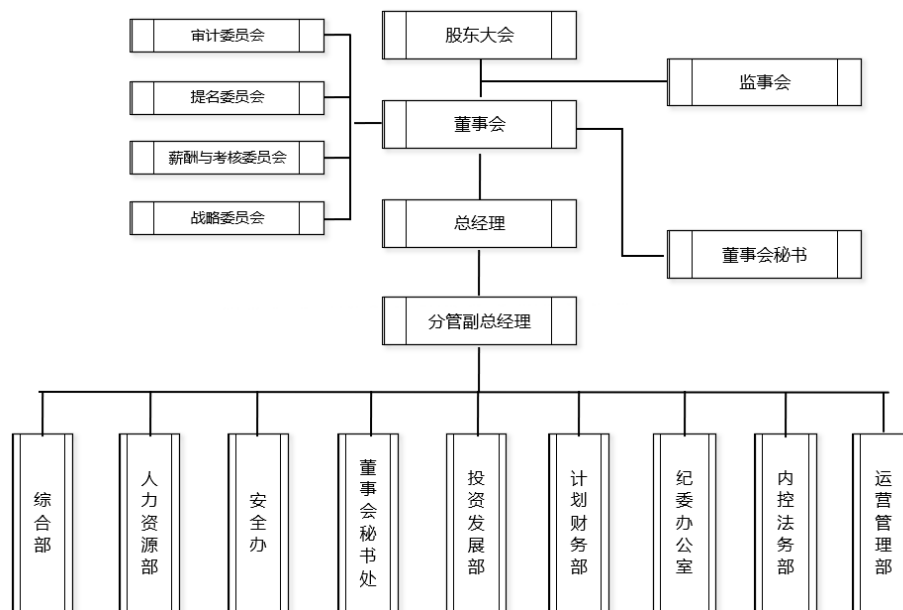 审计委员会
股东大会
监事会
提名委员会
董事会
薪酬与考核委员会
战略委员会
总经理
董事会秘书
分管副总经理
综合部
人力资源部
安全办
董事会秘书处
投资发展部
计划财务部
纪委办公室
内控法务部
运营管理部